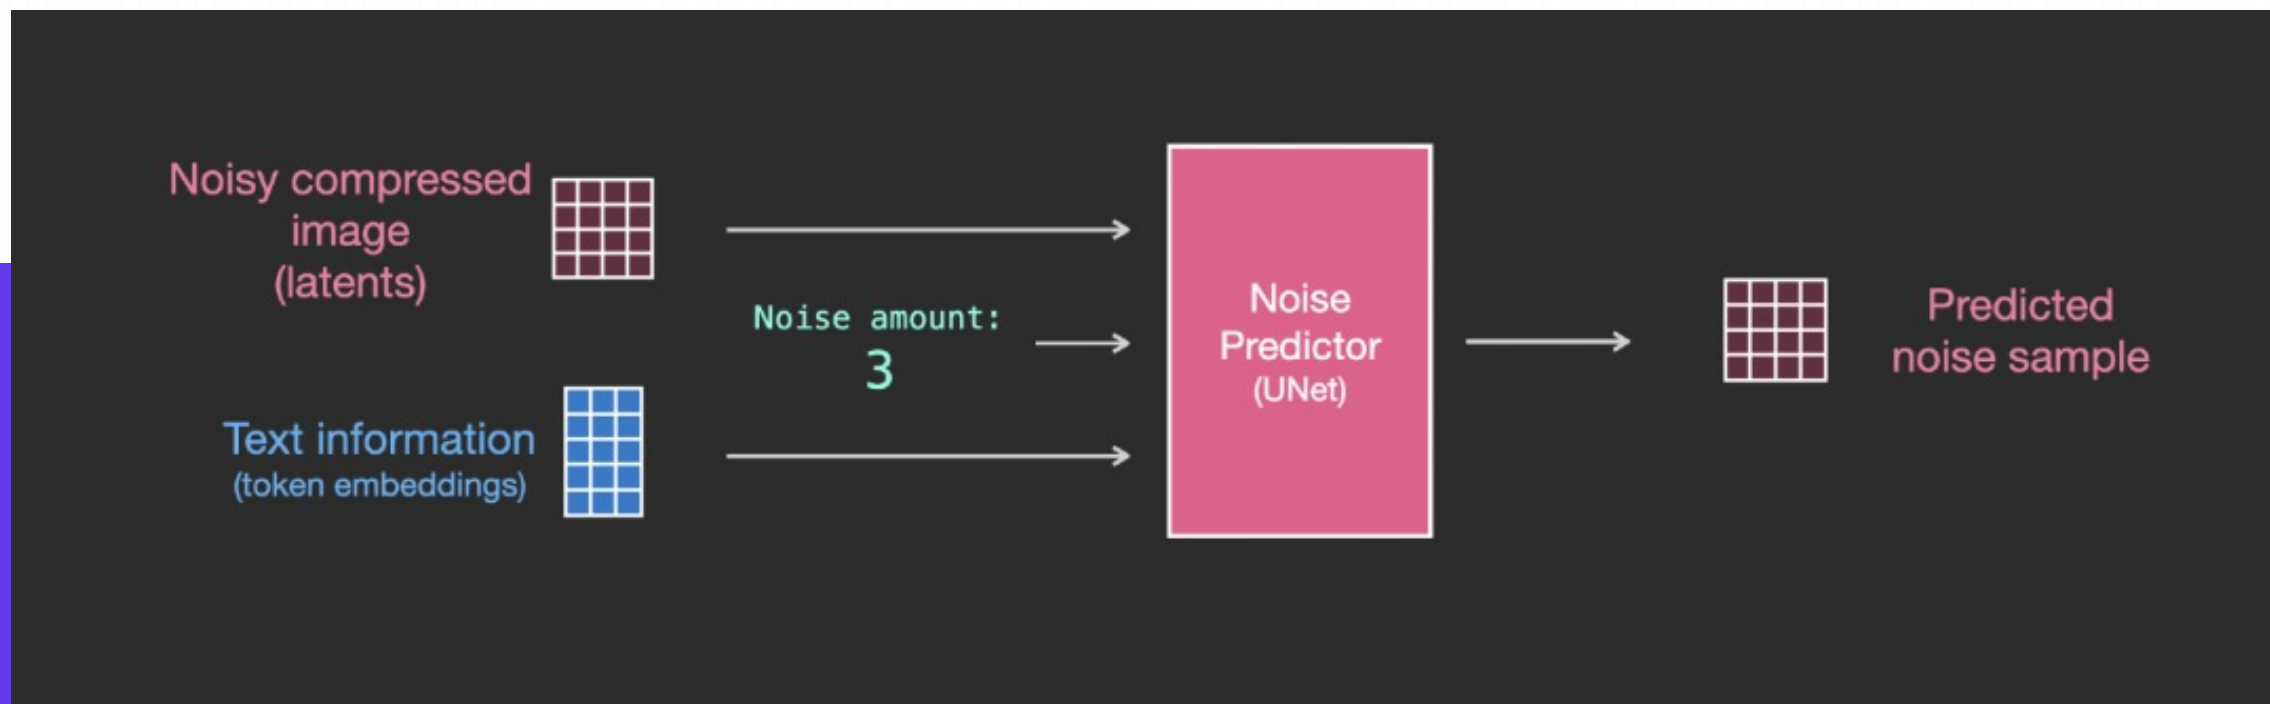 Noisy compressed
image
(latents)
Noise amount:
3
Text information
(token embeddings)
Noise
Predictor
(UNet)
Predicted
noise sample